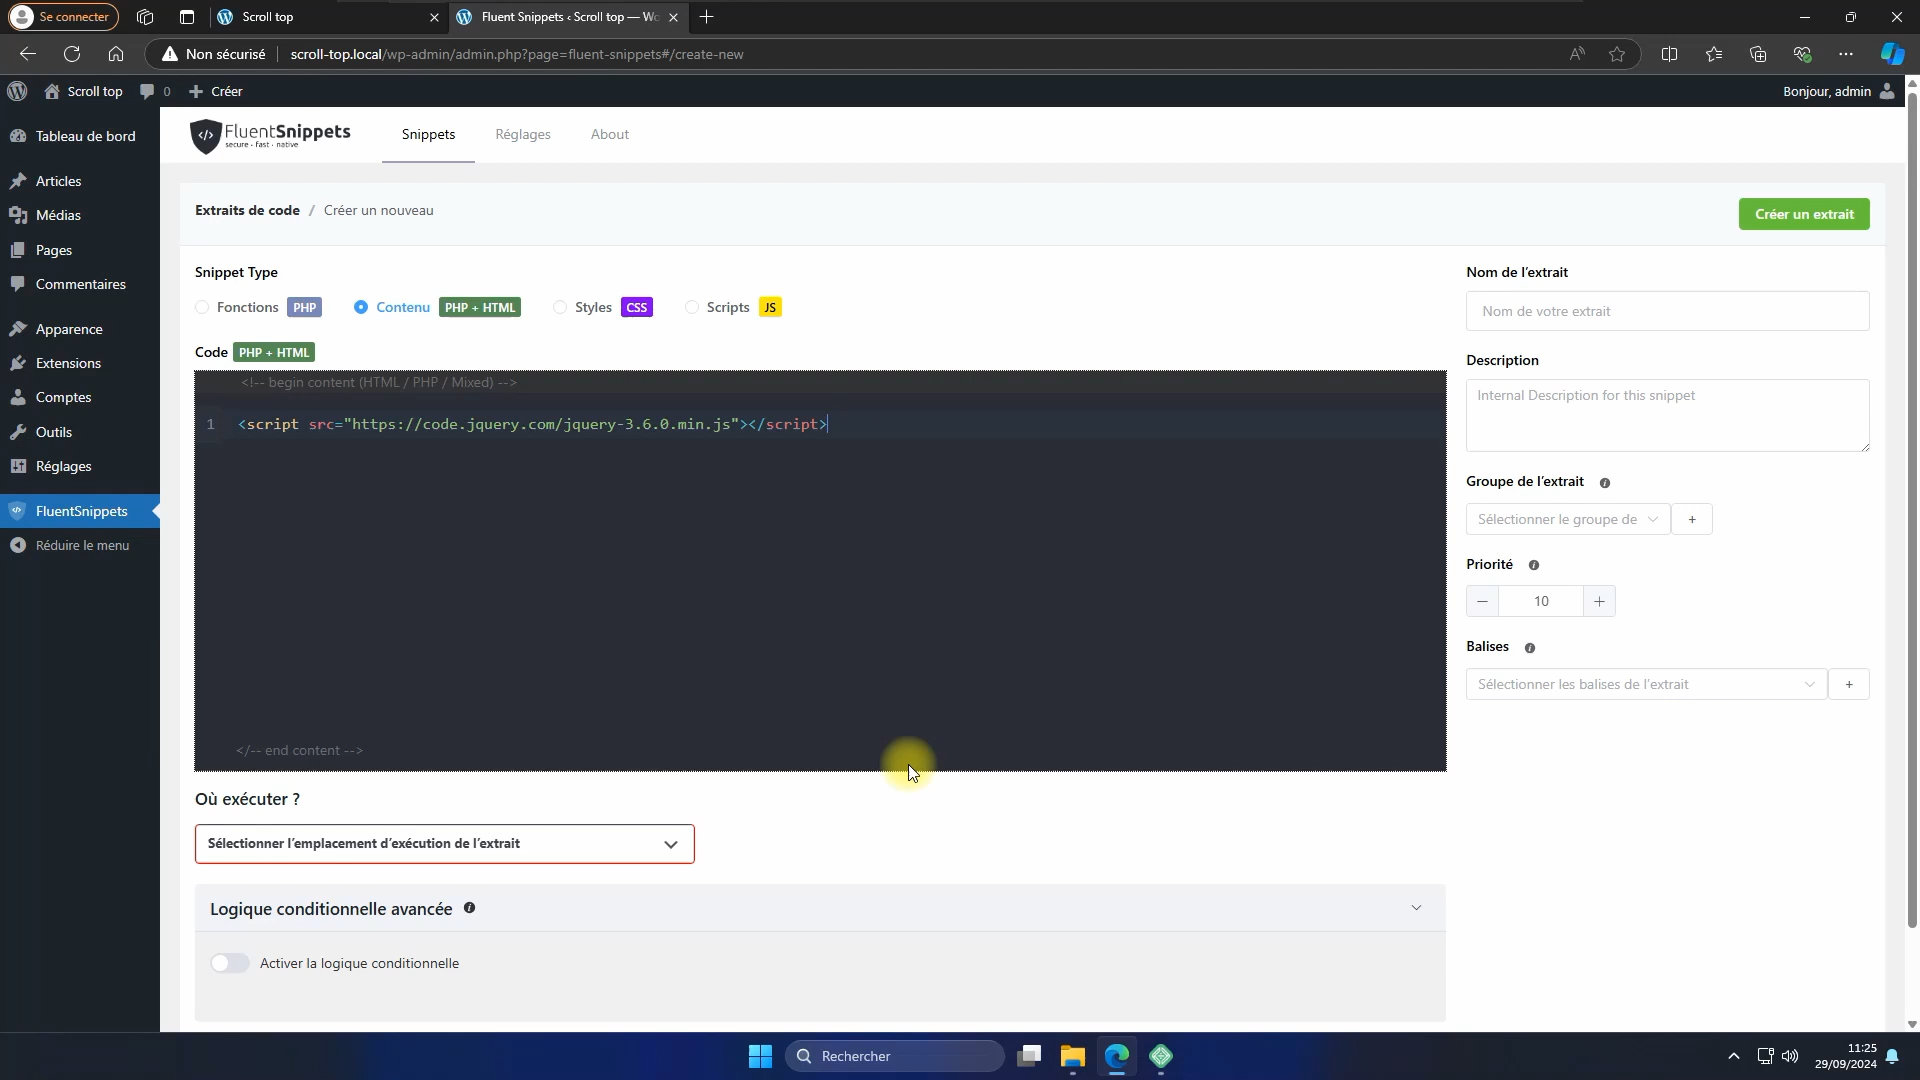 Se connecter
Scroll top
Fluent Snippets ‹ Scroll top — Wo
Non sécurisé
scroll-top.local/wp-admin/admin.php?page=fluent-snippets#/create-new
Scroll top
0
Créer
Bonjour, admin
Tableau de bord
Articles
Médias
Pages
Commentaires
Apparence
Extensions
Comptes
Outils
Réglages
FluentSnippets
Réduire le menu
FluentSnippets
secure - fast - native
Snippets
Réglages
About
Extraits de code / Créer un nouveau
Créer un extrait
Snippet Type
Fonctions PHP
Contenu PHP + HTML
Styles CSS
Scripts JS
Code PHP + HTML
<!-- begin content (HTML / PHP / Mixed) -->
1 <script src="https://code.jquery.com/jquery-3.6.0.min.js"></script>
</-- end content -->
Où exécuter ?
Sélectionner l'emplacement d'exécution de l'extrait
Logique conditionnelle avancée
Activer la logique conditionnelle
Nom de l'extrait
Nom de votre extrait
Description
Internal Description for this snippet
Groupe de l'extrait
Sélectionner le groupe de
+
Priorité
10
Balises
Sélectionner les balises de l'extrait
+
Rechercher
11:25
29/09/2024